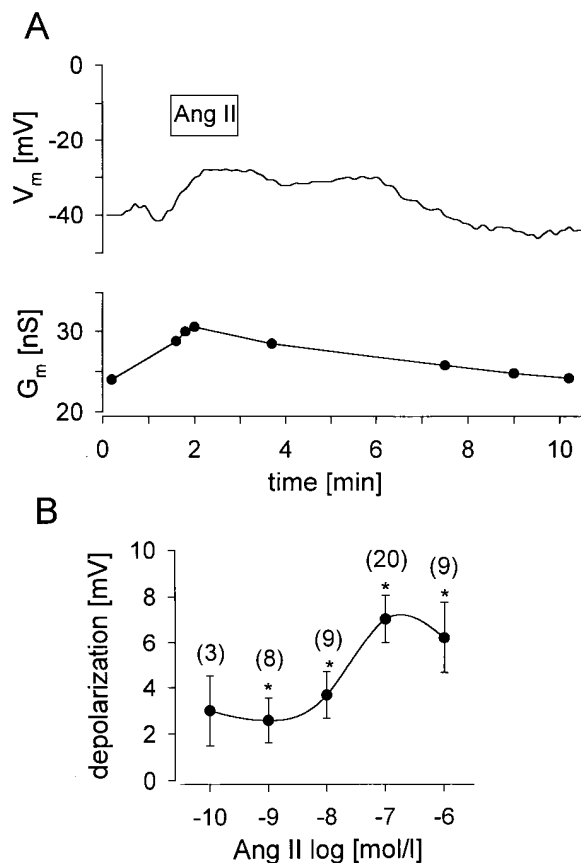 A
0
-20
-40
V_m [mV]
Ang II
30
20
G_m [nS]
0 2 4 6 8 10
time [min]
B
10
8
6
4
2
0
depolarization [mV]
(3) (8) (9) (20) (9)
* * * *
-10 -9 -8 -7 -6
Ang II log [mol/l]